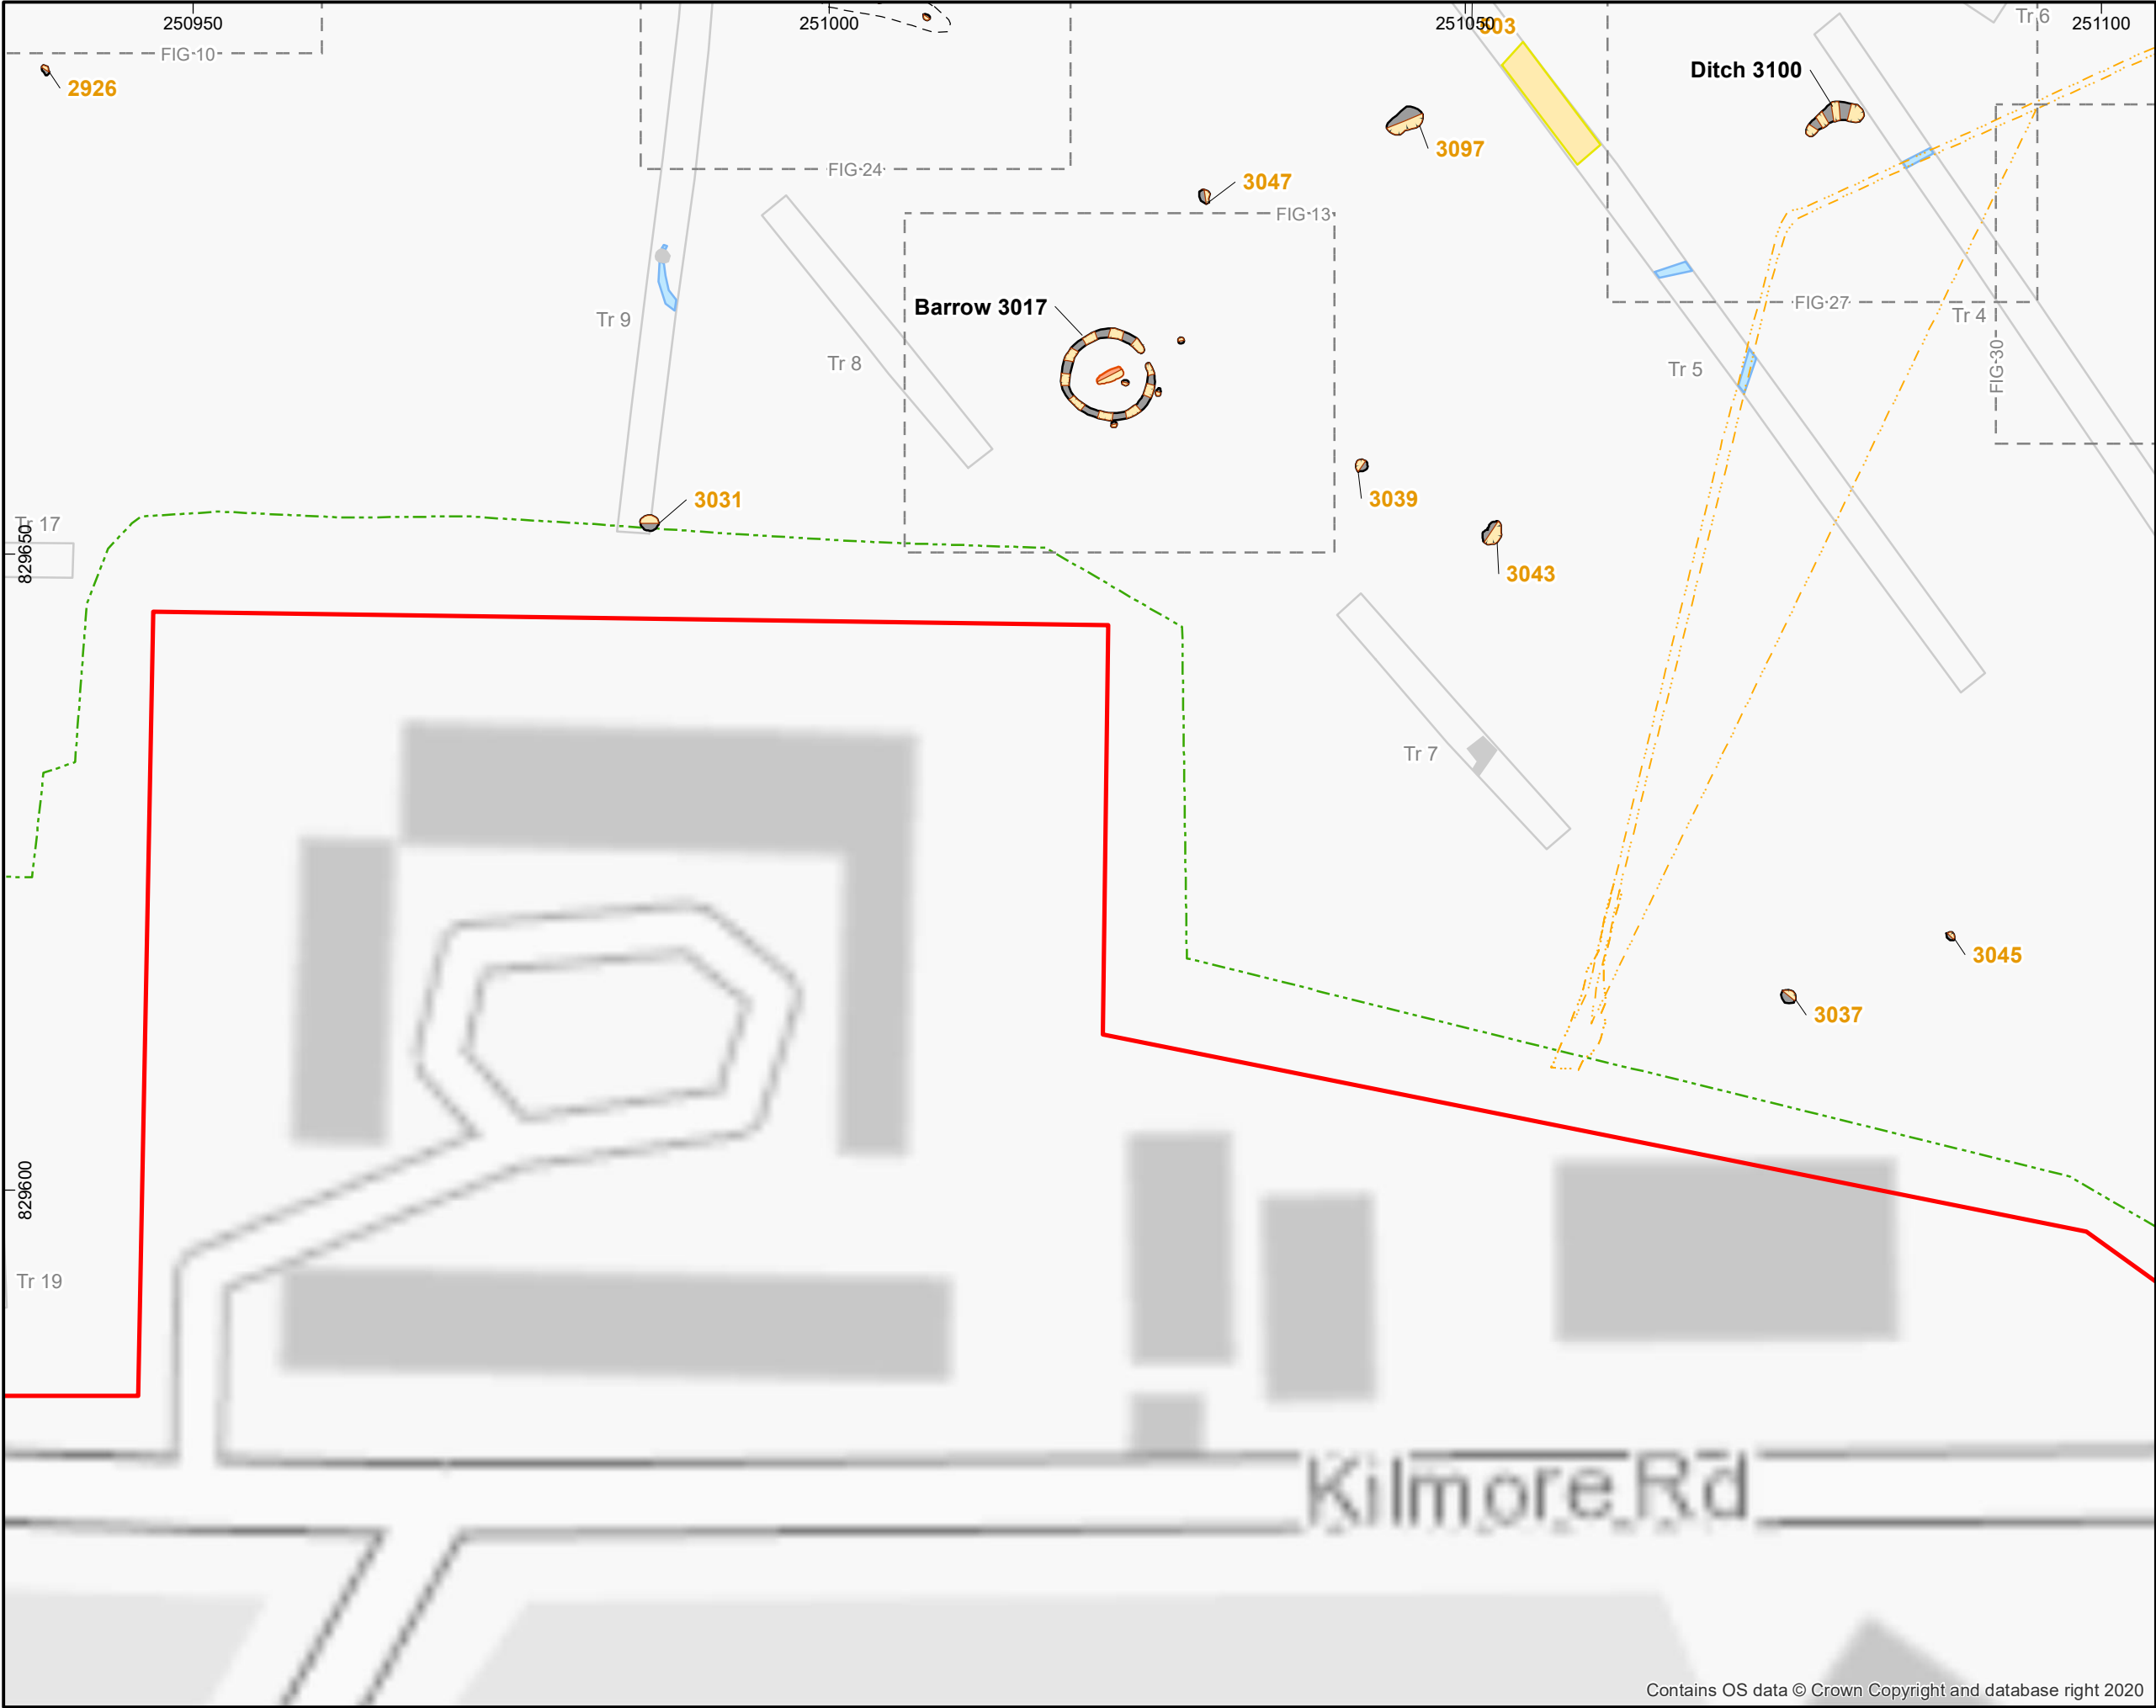 250950
251000
251050
251100
303
Tr 6
FIG-10
Ditch 3100
2926
3097
FIG-24
3047
FIG-13
Barrow 3017
FIG-27
Tr 9
Tr 4
Tr 8
Tr 5
FIG-30
3031
3039
Tr 17
829650
3043
Tr 7
3045
3037
829600
Tr 19
Kilmore Rd
Contains OS data © Crown Copyright and database right 2020